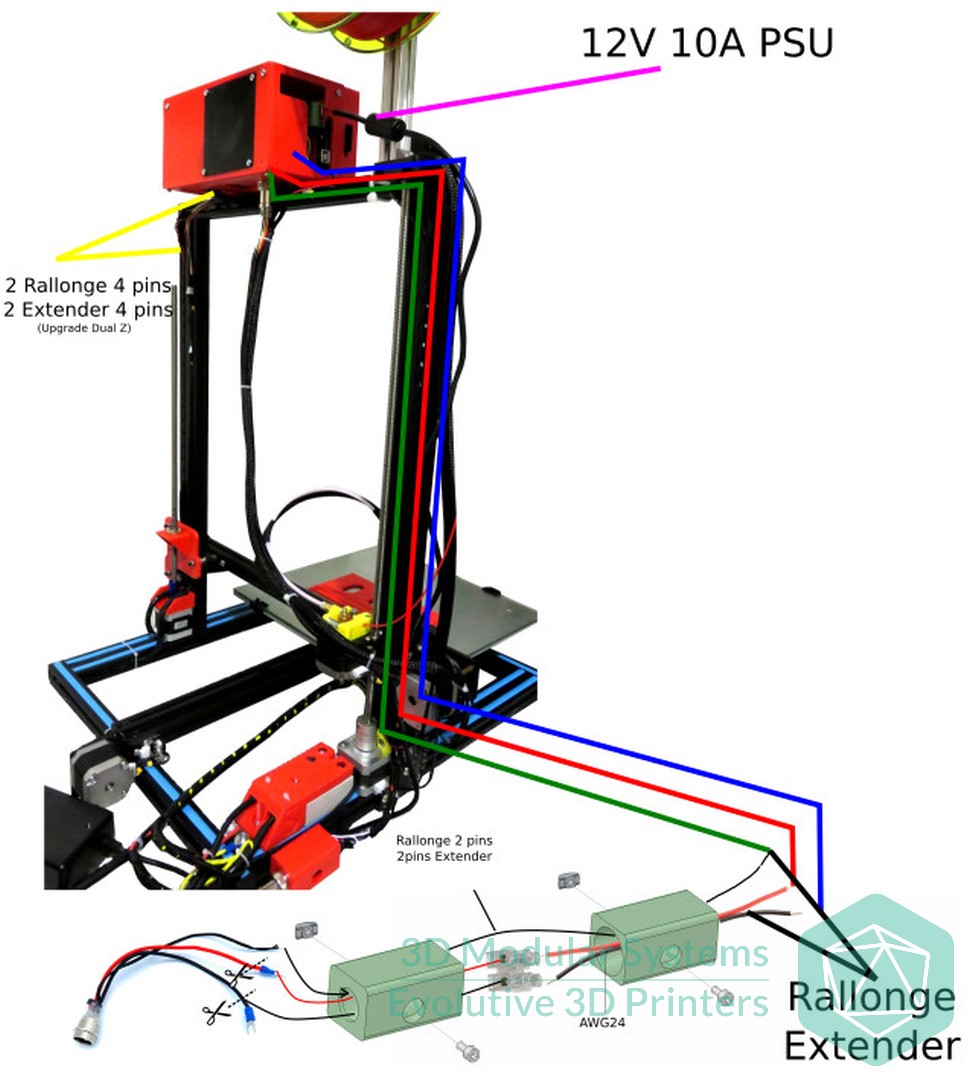 12V 10A PSU
2 Rallonge 4 pins
2 Extender 4 pins
(Upgrade Dual Z)
Rallonge 2 pins
2pins Extender
3D Modular Systems
Evolutive 3D Printers
AWG24
Rallonge
Extender